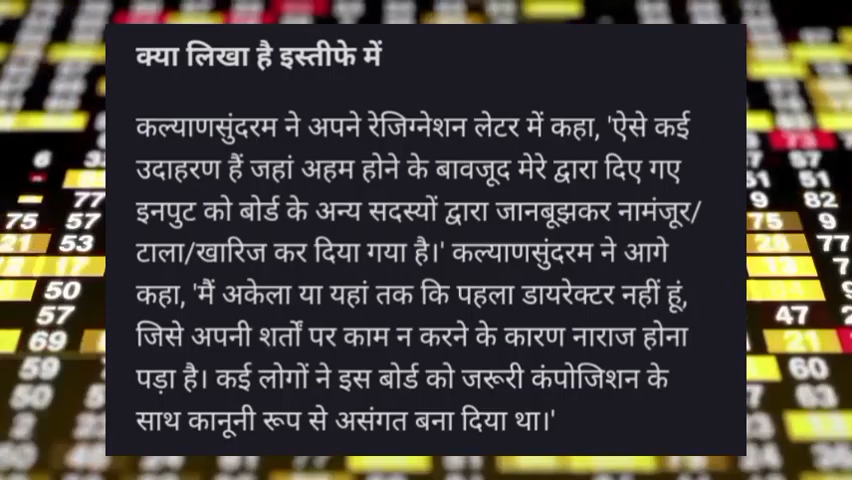 क्या लिखा है इस्तीफे में
कल्याणसुंदरम ने अपने रेजिग्नेशन लेटर में कहा, 'ऐसे कई
उदाहरण हैं जहां अहम होने के बावजूद मेरे द्वारा दिए गए
इनपुट को बोर्ड के अन्य सदस्यों द्वारा जानबूझकर नामंजूर/
टाला/खारिज कर दिया गया है।' कल्याणसुंदरम ने आगे
कहा, 'मैं अकेला या यहां तक कि पहला डायरेक्टर नहीं हूं,
जिसे अपनी शर्तों पर काम न करने के कारण नाराज होना
पड़ा है। कई लोगों ने इस बोर्ड को जरूरी कंपोजिशन के
साथ कानूनी रूप से असंगत बना दिया था।'